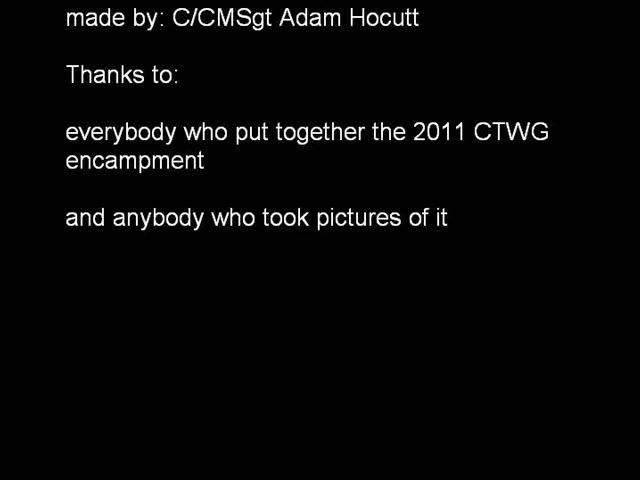 made by: C/CMSgt Adam Hocutt
Thanks to:
everybody who put together the 2011 CTWG
encampment
and anybody who took pictures of it